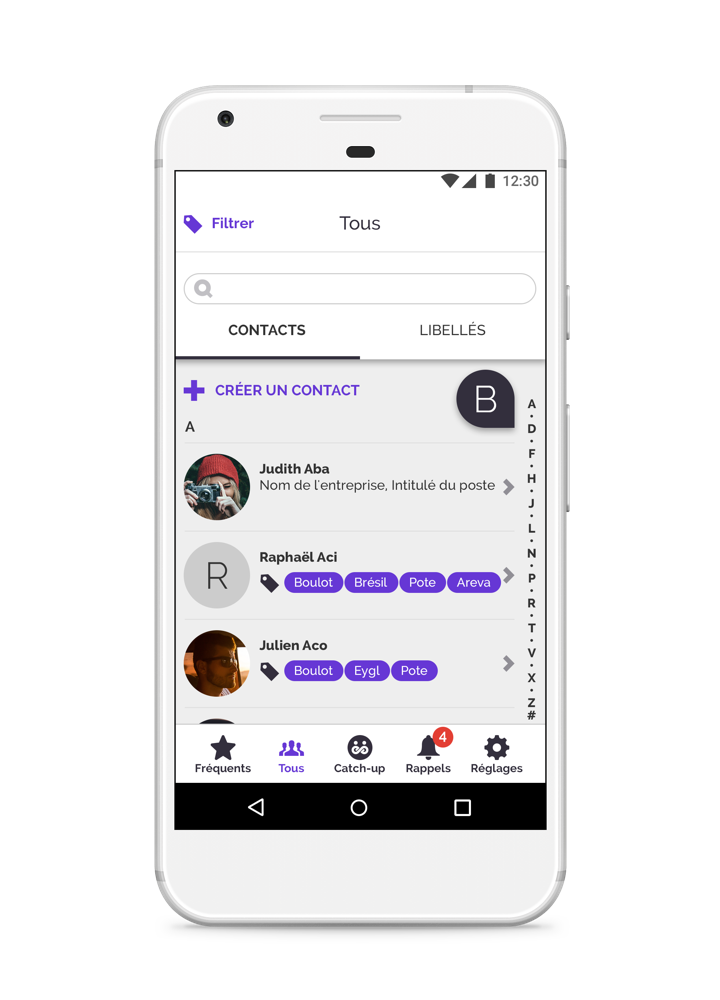 12:30
Filtrer
Tous
CONTACTS
LIBELLÉS
CRÉER UN CONTACT
B
A
Judith Aba
Nom de l'entreprise, Intitulé du poste
R
Raphaël Aci
Boulot Brésil Pote Areva
Julien Aco
Boulot Eygl Pote
A
D
F
H
J
L
N
P
R
T
V
X
Z
#
4
Fréquents Tous Catch-up Rappels Réglages